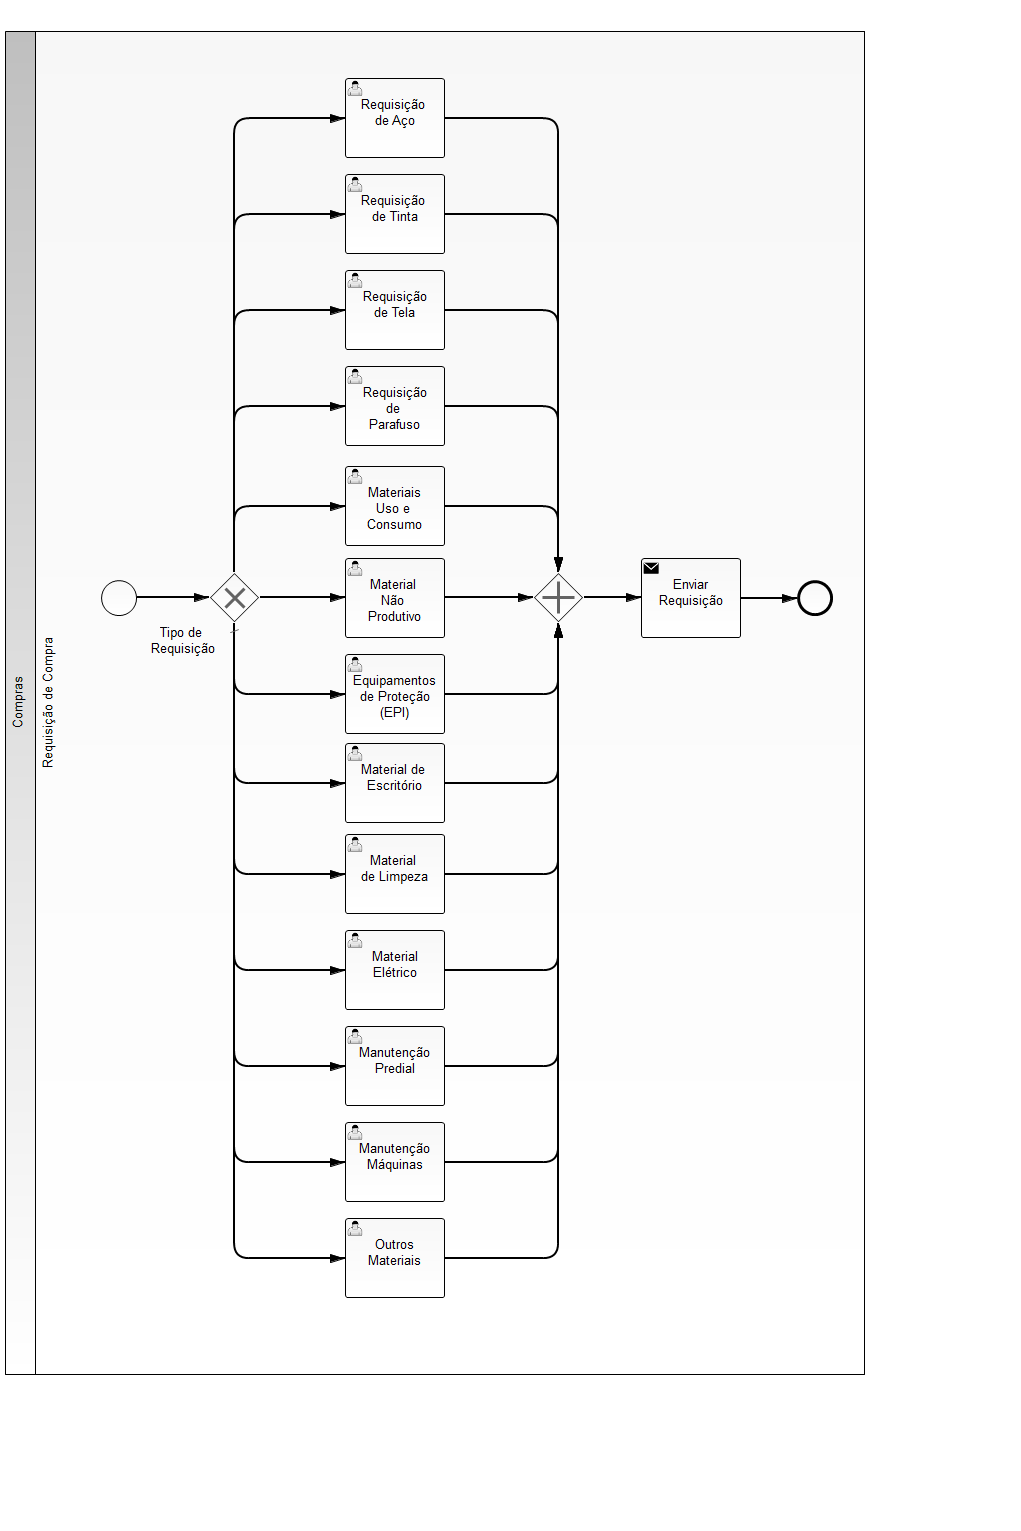 Compras
Requisição de Compra
Tipo de
Requisição
Requisição
de Aço
Requisição
de Tinta
Requisição
de Tela
Requisição
de
Parafuso
Materiais
Uso e
Consumo
Material
Não
Produtivo
Equipamentos
de Proteção
(EPI)
Material de
Escritório
Material
de Limpeza
Material
Elétrico
Manutenção
Predial
Manutenção
Máquinas
Outros
Materiais
Enviar
Requisição